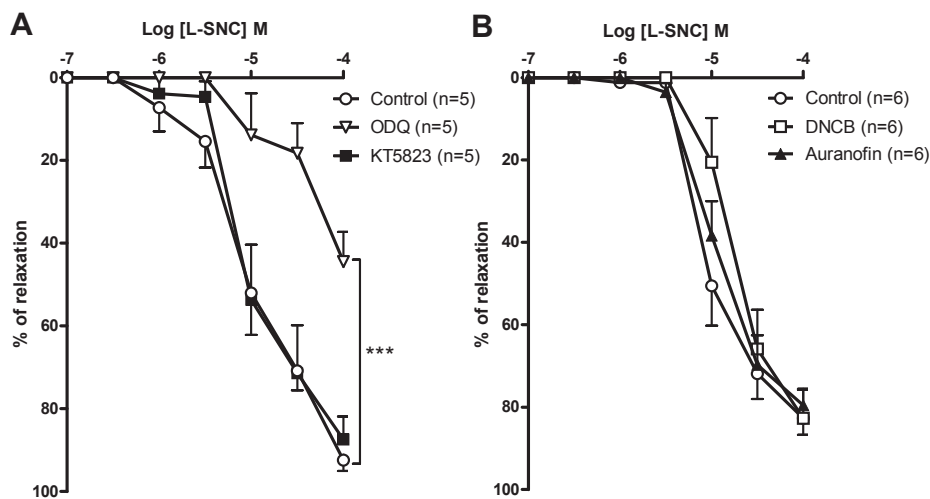 A
Log [L-SNC] M
-7 -6 -5 -4
0
20
40
60
80
100
% of relaxation
Control (n=5)
ODQ (n=5)
KT5823 (n=5)
***
B
Log [L-SNC] M
-7 -6 -5 -4
0
20
40
60
80
100
% of relaxation
Control (n=6)
DNCB (n=6)
Auranofin (n=6)